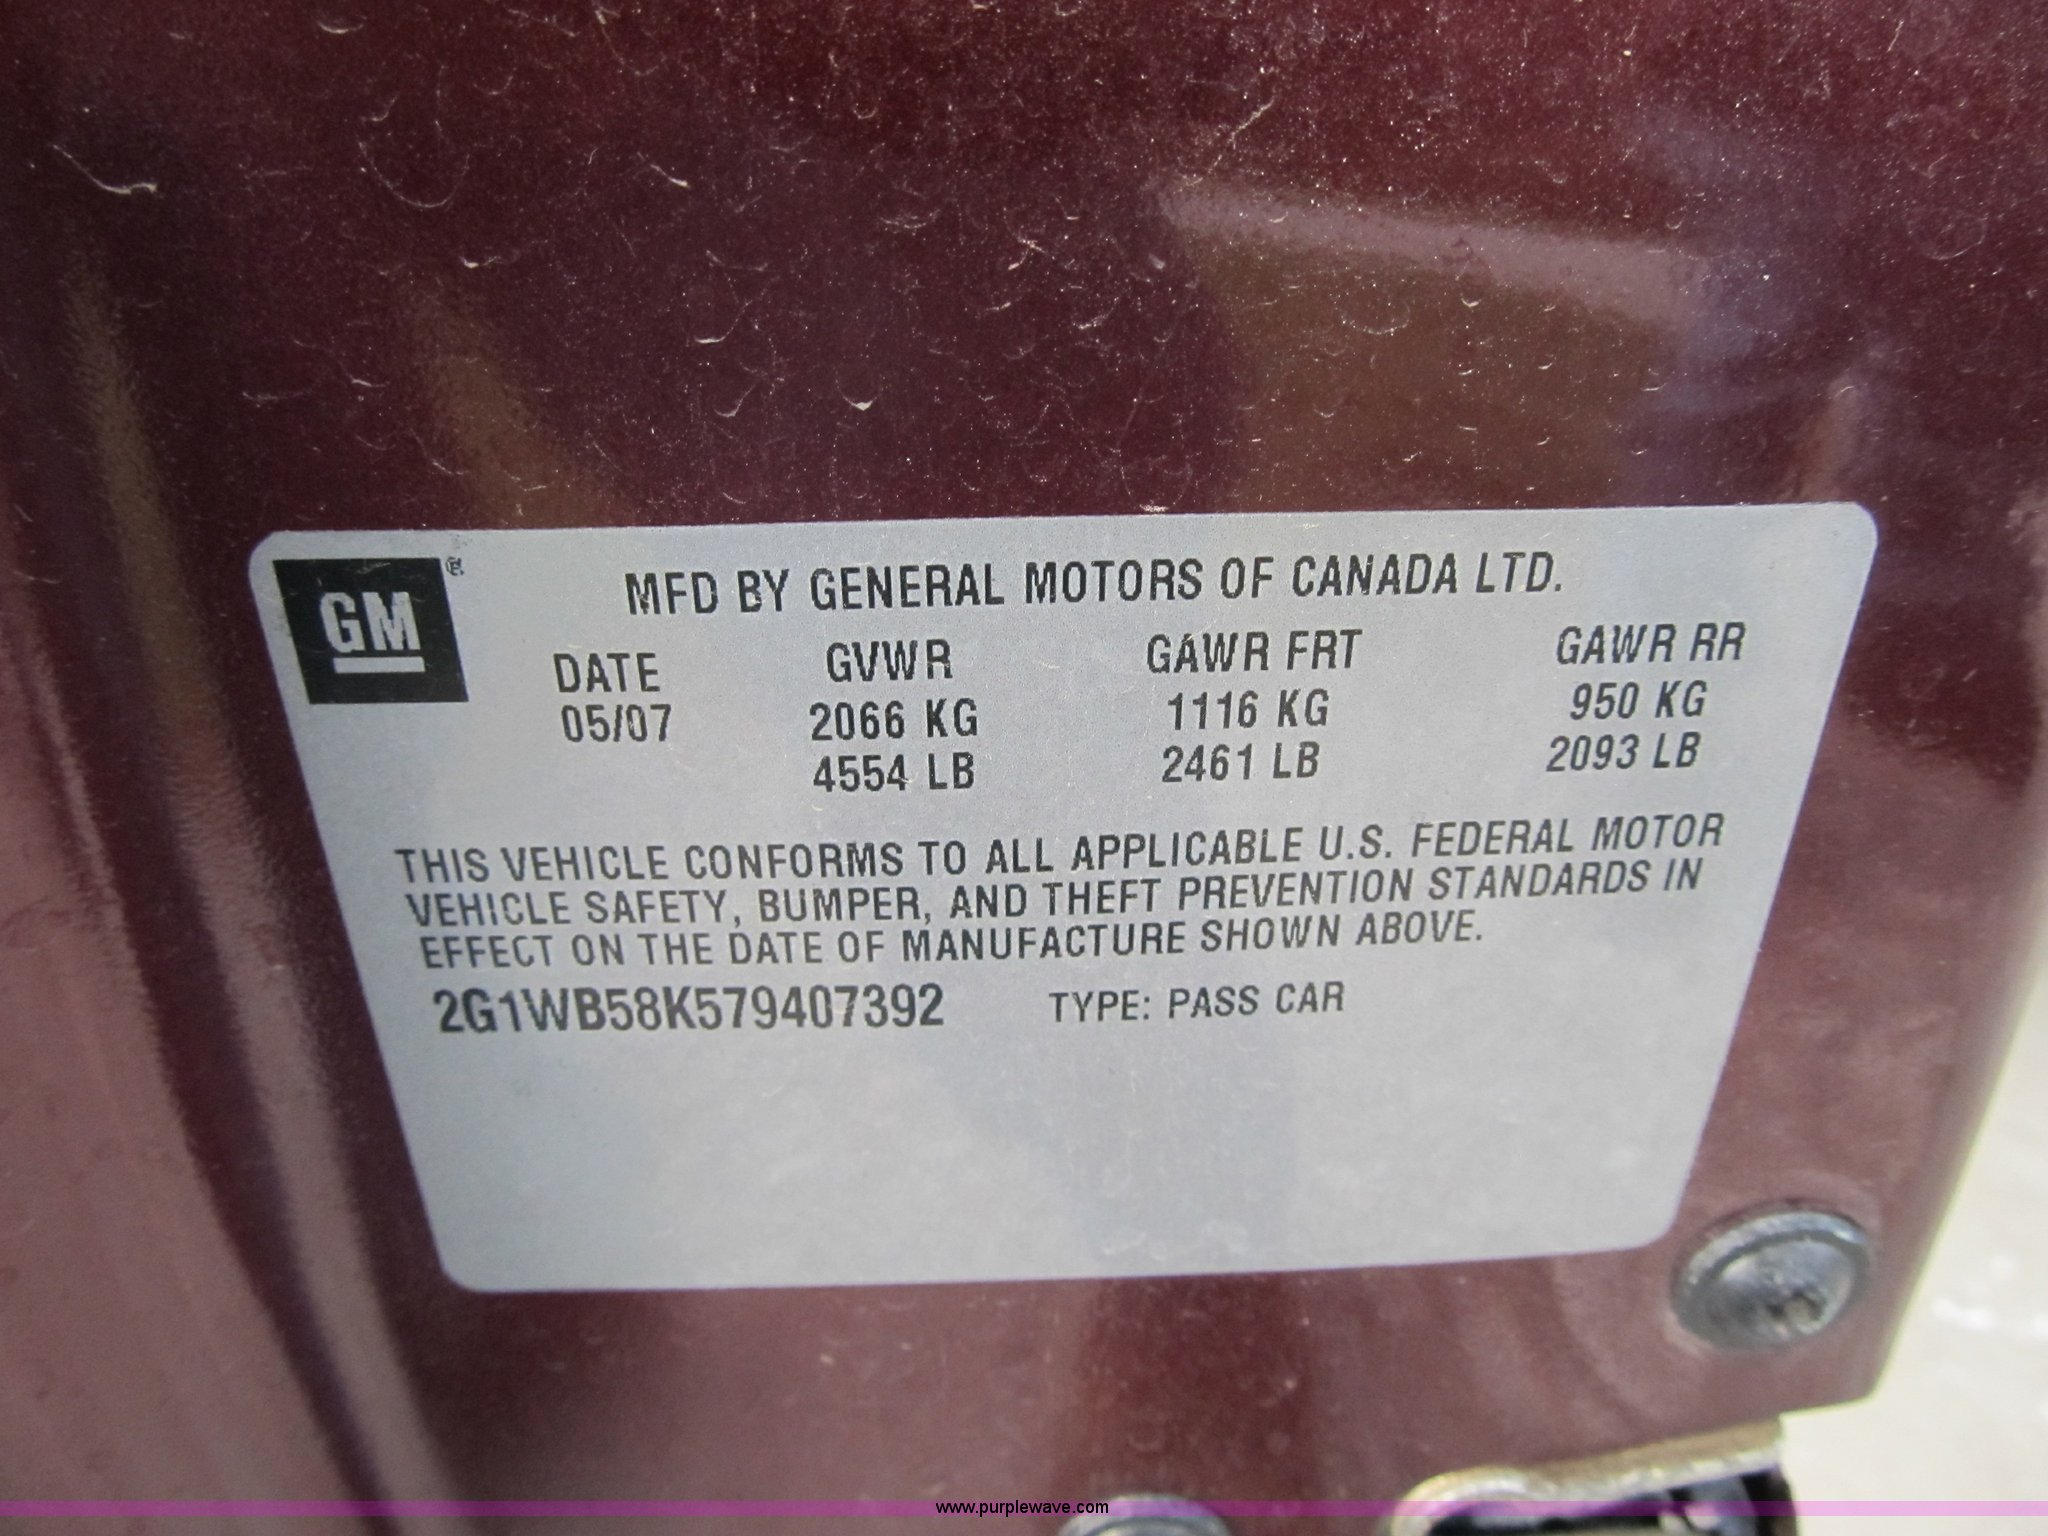 GM®
MFD BY GENERAL MOTORS OF CANADA LTD.
DATE GVWR GAWR FRT GAWR RR
05/07 2066 KG 1116 KG 950 KG
4554 LB 2461 LB 2093 LB
THIS VEHICLE CONFORMS TO ALL APPLICABLE U.S. FEDERAL MOTOR
VEHICLE SAFETY, BUMPER, AND THEFT PREVENTION STANDARDS IN
EFFECT ON THE DATE OF MANUFACTURE SHOWN ABOVE.
2G1WB58K579407392 TYPE: PASS CAR
www.purplewave.com